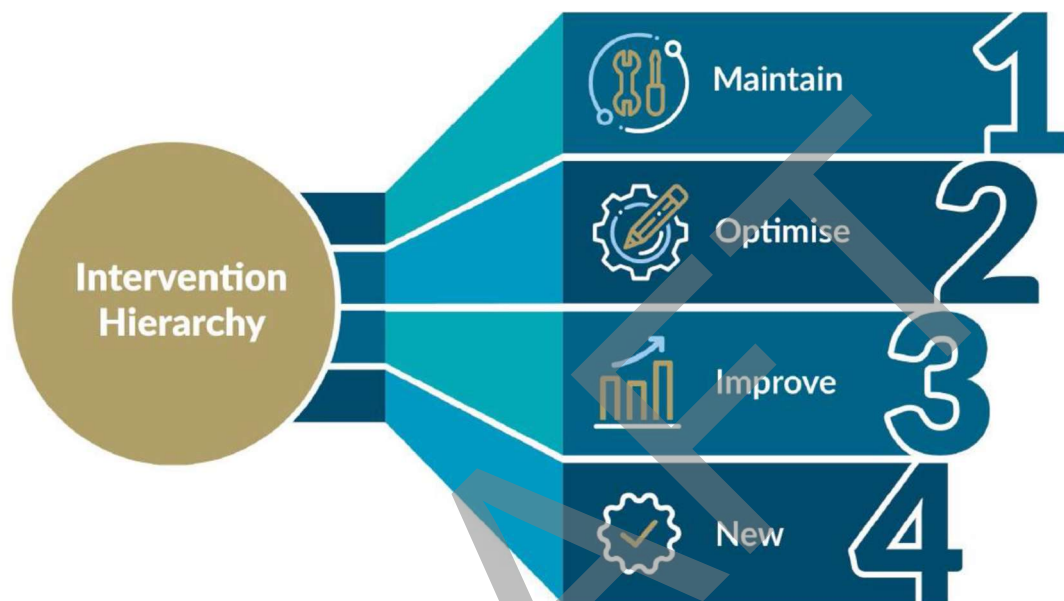 Intervention
Hierarchy
Maintain
1
Optimise
2
Improve
3
New
4